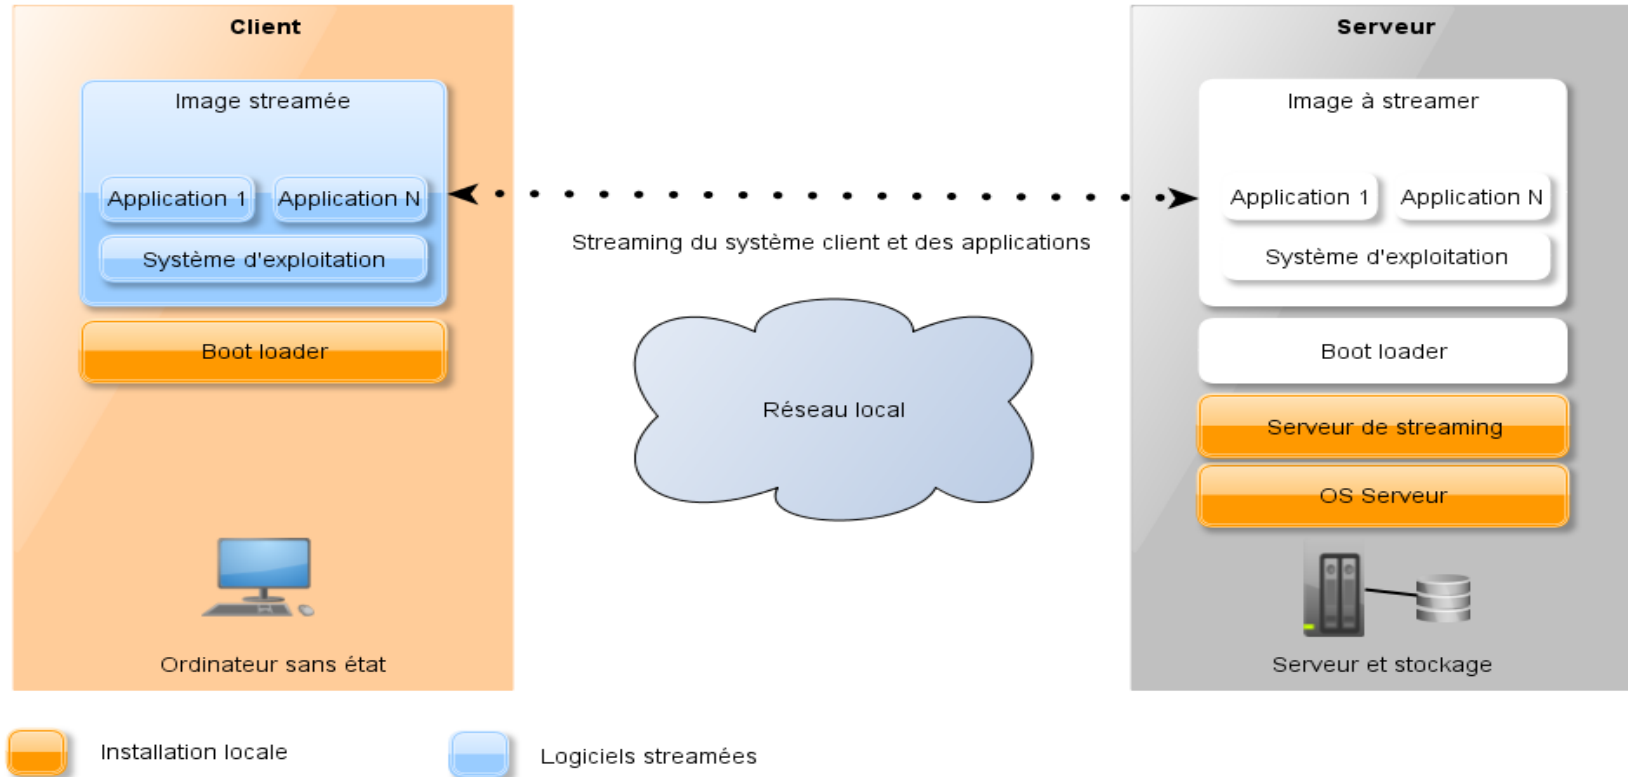 Client
Image streamée
Application 1
Application N
Système d'exploitation
Boot loader
Ordinateur sans état
Streaming du système client et des applications
Réseau local
Serveur
Image à streamer
Application 1
Application N
Système d'exploitation
Boot loader
Serveur de streaming
OS Serveur
Serveur et stockage
Installation locale
Logiciels streamées